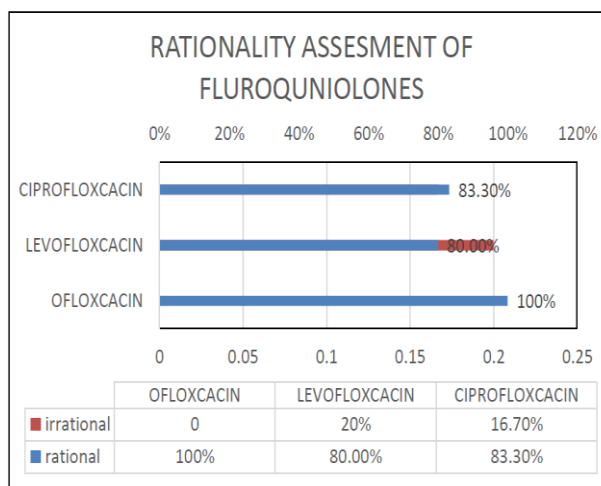 RATIONALITY ASSESMENT OF
FLUROQUNIOLONES
0% 20% 40% 60% 80% 100% 120%
CIPROFLOXCACIN 83.30%
LEVOFLOXCACIN 80.00%
OFLOXCACIN 100%
0 0.05 0.1 0.15 0.2 0.25
OFLOXCACIN LEVOFLOXCACIN CIPROFLOXCACIN
irrational 0 20% 16.70%
rational 100% 80.00% 83.30%